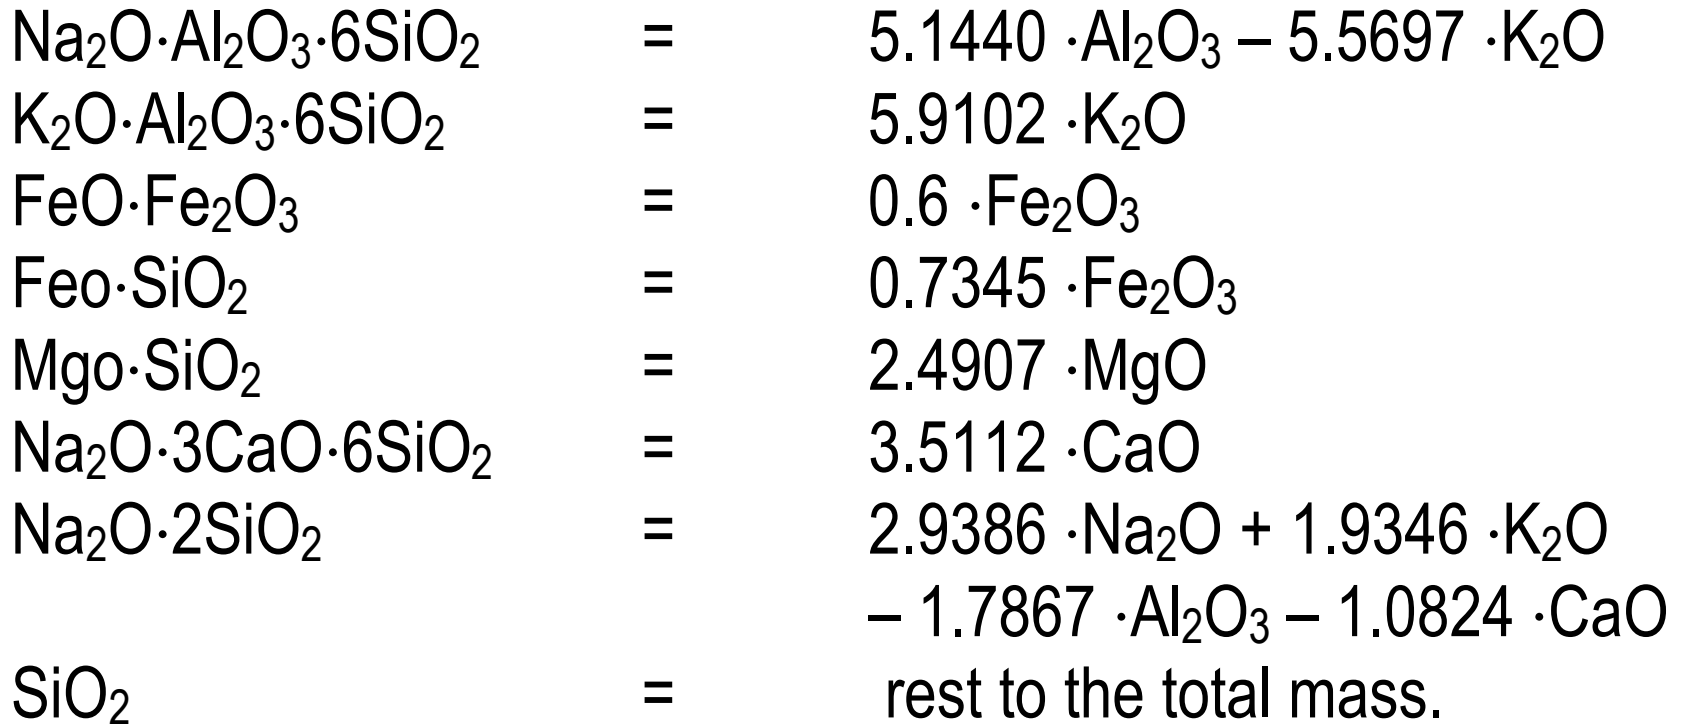 Na₂O·Al₂O₃·6SiO₂ = 5.1440 ·Al₂O₃ – 5.5697 ·K₂O
K₂O·Al₂O₃·6SiO₂ = 5.9102 ·K₂O
FeO·Fe₂O₃ = 0.6 ·Fe₂O₃
Feo·SiO₂ = 0.7345 ·Fe₂O₃
Mgo·SiO₂ = 2.4907 ·MgO
Na₂O·3CaO·6SiO₂ = 3.5112 ·CaO
Na₂O·2SiO₂ = 2.9386 ·Na₂O + 1.9346 ·K₂O
– 1.7867 ·Al₂O₃ – 1.0824 ·CaO
SiO₂ = rest to the total mass.